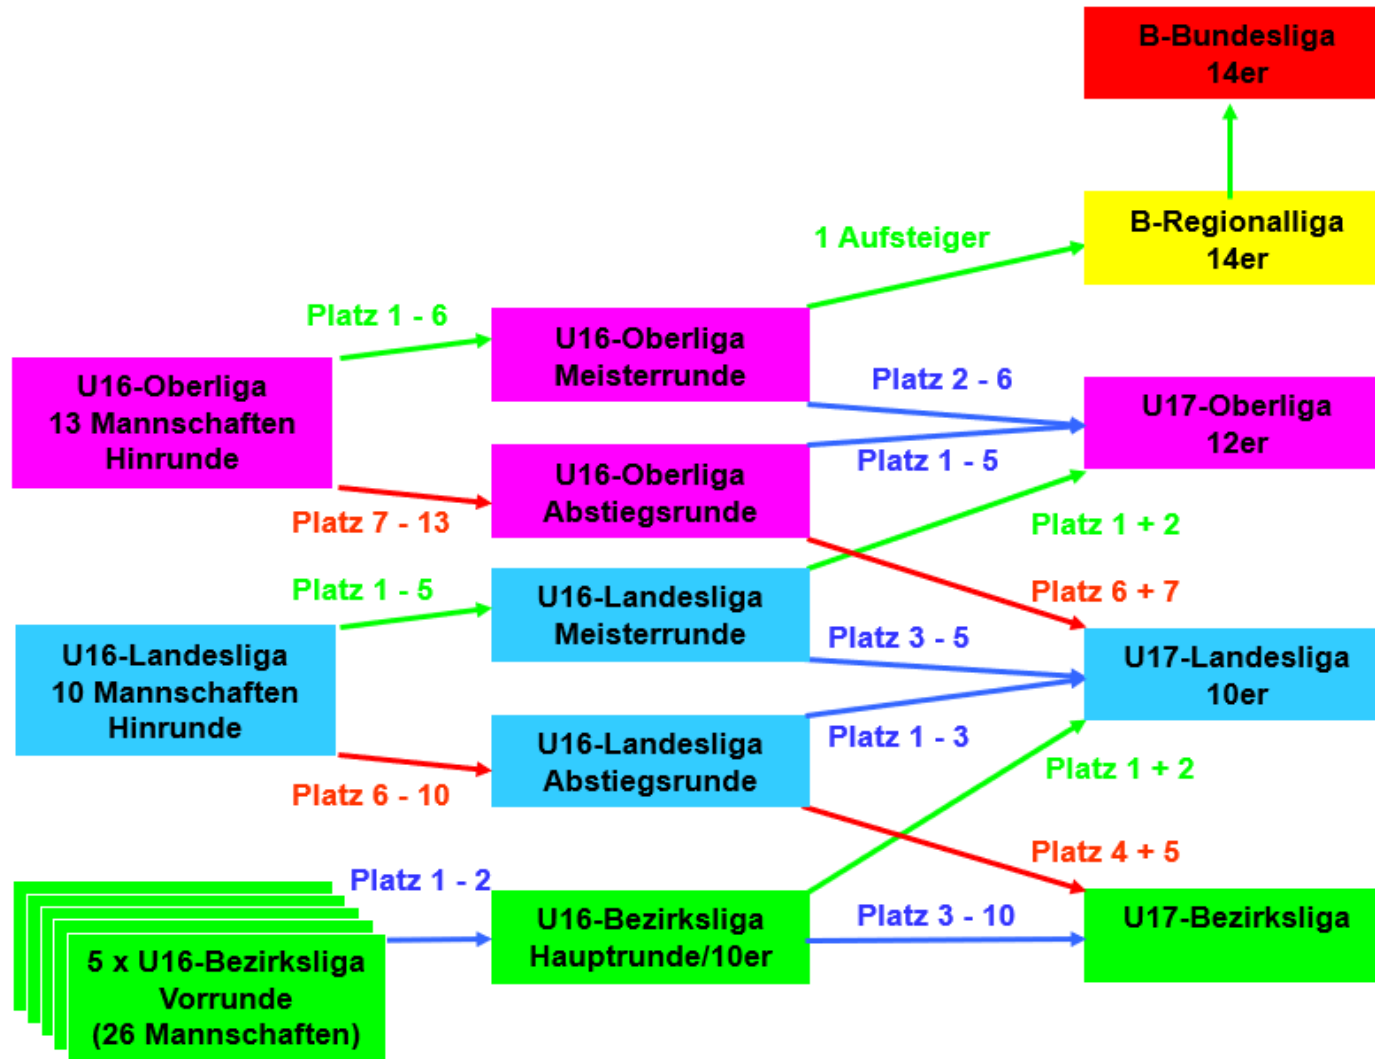 B-Bundesliga
14er
B-Regionalliga
14er
1 Aufsteiger
Platz 1 - 6
U16-Oberliga
Meisterrunde
U16-Oberliga
13 Mannschaften
Hinrunde
Platz 2 - 6
U17-Oberliga
12er
U16-Oberliga
Abstiegsrunde
Platz 1 - 5
Platz 7 - 13
Platz 1 + 2
Platz 1 - 5
U16-Landesliga
Meisterrunde
Platz 6 + 7
U16-Landesliga
10 Mannschaften
Hinrunde
Platz 3 - 5
U17-Landesliga
10er
U16-Landesliga
Abstiegsrunde
Platz 1 - 3
Platz 1 + 2
Platz 6 - 10
Platz 4 + 5
Platz 1 - 2
U16-Bezirksliga
Hauptrunde/10er
Platz 3 - 10
U17-Bezirksliga
5 x U16-Bezirksliga
Vorrunde
(26 Mannschaften)